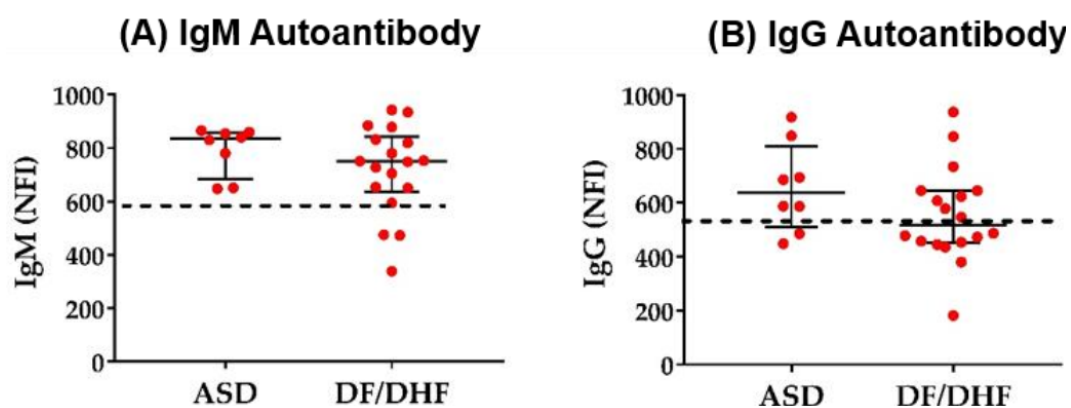 (A) IgM Autoantibody
IgM (NFI)
1000
800
600
400
200
0
ASD DF/DHF
(B) IgG Autoantibody
IgG (NFI)
1000
800
600
400
200
0
ASD DF/DHF